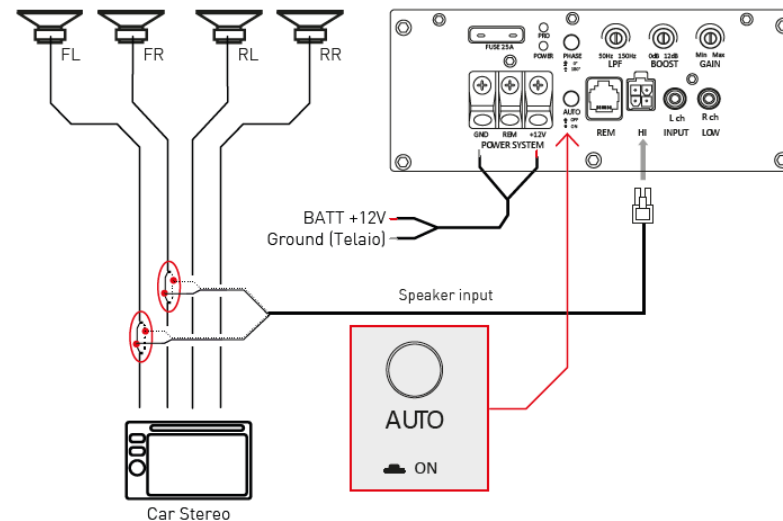 FL
FR
RL
RR
FUSE 25A
PRO
POWER
PHASE
0°
180°
50Hz 150Hz
LPF
0dB 12dB
BOOST
Min Max
GAIN
AUTO
OFF
ON
GND
REM
+12V
POWER SYSTEM
REM
HI
L ch
INPUT
R ch
LOW
BATT +12V
Ground (Telaio)
Speaker input
AUTO
ON
Car Stereo